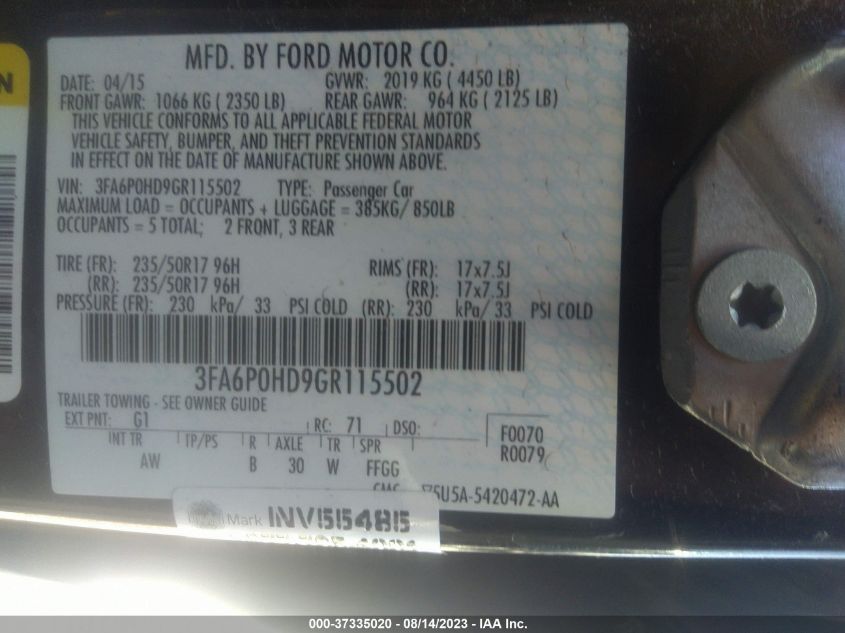 N
MFD. BY FORD MOTOR CO.
DATE: 04/15 GVWR: 2019 KG ( 4450 LB)
FRONT GAWR: 1066 KG ( 2350 LB) REAR GAWR: 964 KG ( 2125 LB)
THIS VEHICLE CONFORMS TO ALL APPLICABLE FEDERAL MOTOR
VEHICLE SAFETY, BUMPER, AND THEFT PREVENTION STANDARDS
IN EFFECT ON THE DATE OF MANUFACTURE SHOWN ABOVE.
VIN: 3FA6P0HD9GR115502 TYPE: Passenger Car
MAXIMUM LOAD = OCCUPANTS + LUGGAGE = 385KG/ 850LB
OCCUPANTS = 5 TOTAL; 2 FRONT, 3 REAR
TIRE (FR): 235/50R17 96H RIMS (FR): 17x7.5J
(RR): 235/50R17 96H (RR): 17x7.5J
PRESSURE (FR): 230 kPa/ 33 PSI COLD (RR): 230 kPa/ 33 PSI COLD
3FA6P0HD9GR115502
TRAILER TOWING - SEE OWNER GUIDE
EXT PNT: G1 RC: 71 DSO: F0070
INT TR TP/PS R AXLE TR SPR R0079
AW B 30 W FFGG
5U5A-5420472-AA
Mark INV55485
000-37335020 - 08/14/2023 - IAA Inc.